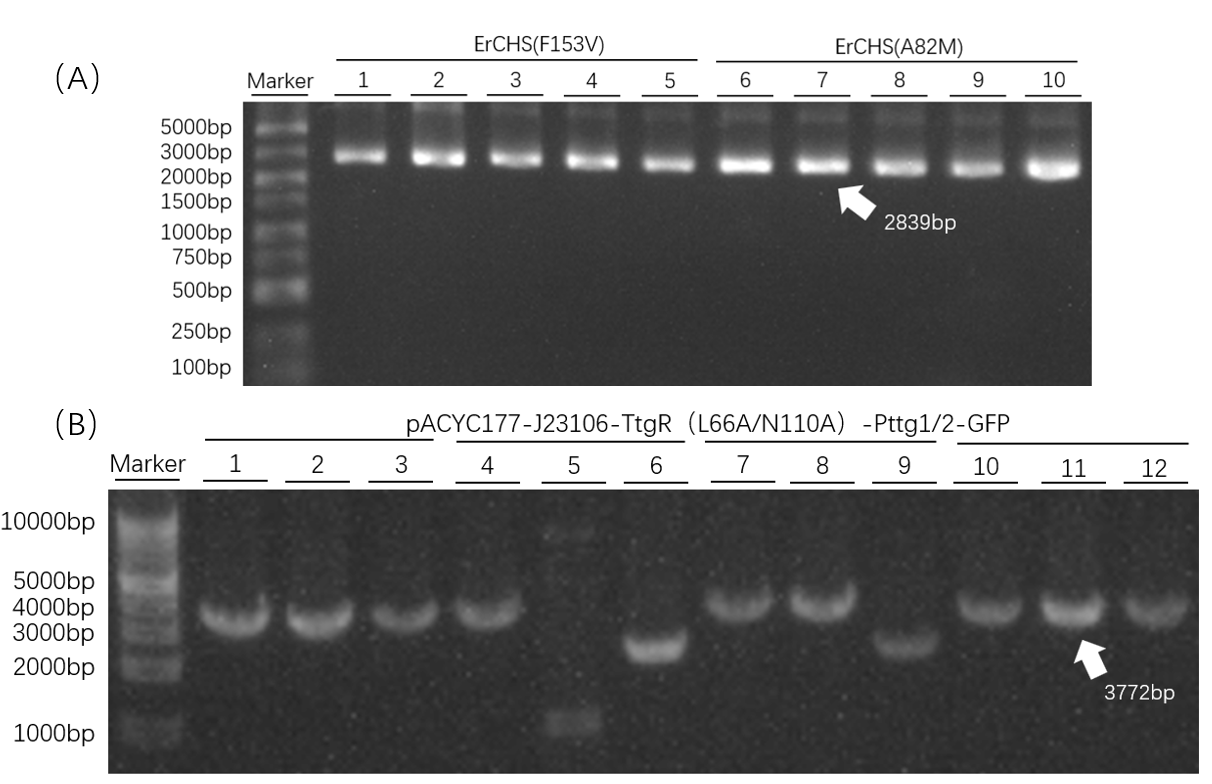 (A)
ErCHS(F153V) ErCHS(A82M)
Marker 1 2 3 4 5 6 7 8 9 10
5000bp
3000bp
2000bp
1500bp
1000bp
750bp
500bp
250bp
100bp
2839bp
(B)
pACYC177-J23106-TtgR（L66A/N110A）-Pttg1/2-GFP
Marker 1 2 3 4 5 6 7 8 9 10 11 12
10000bp
5000bp
4000bp
3000bp
2000bp
1000bp
3772bp